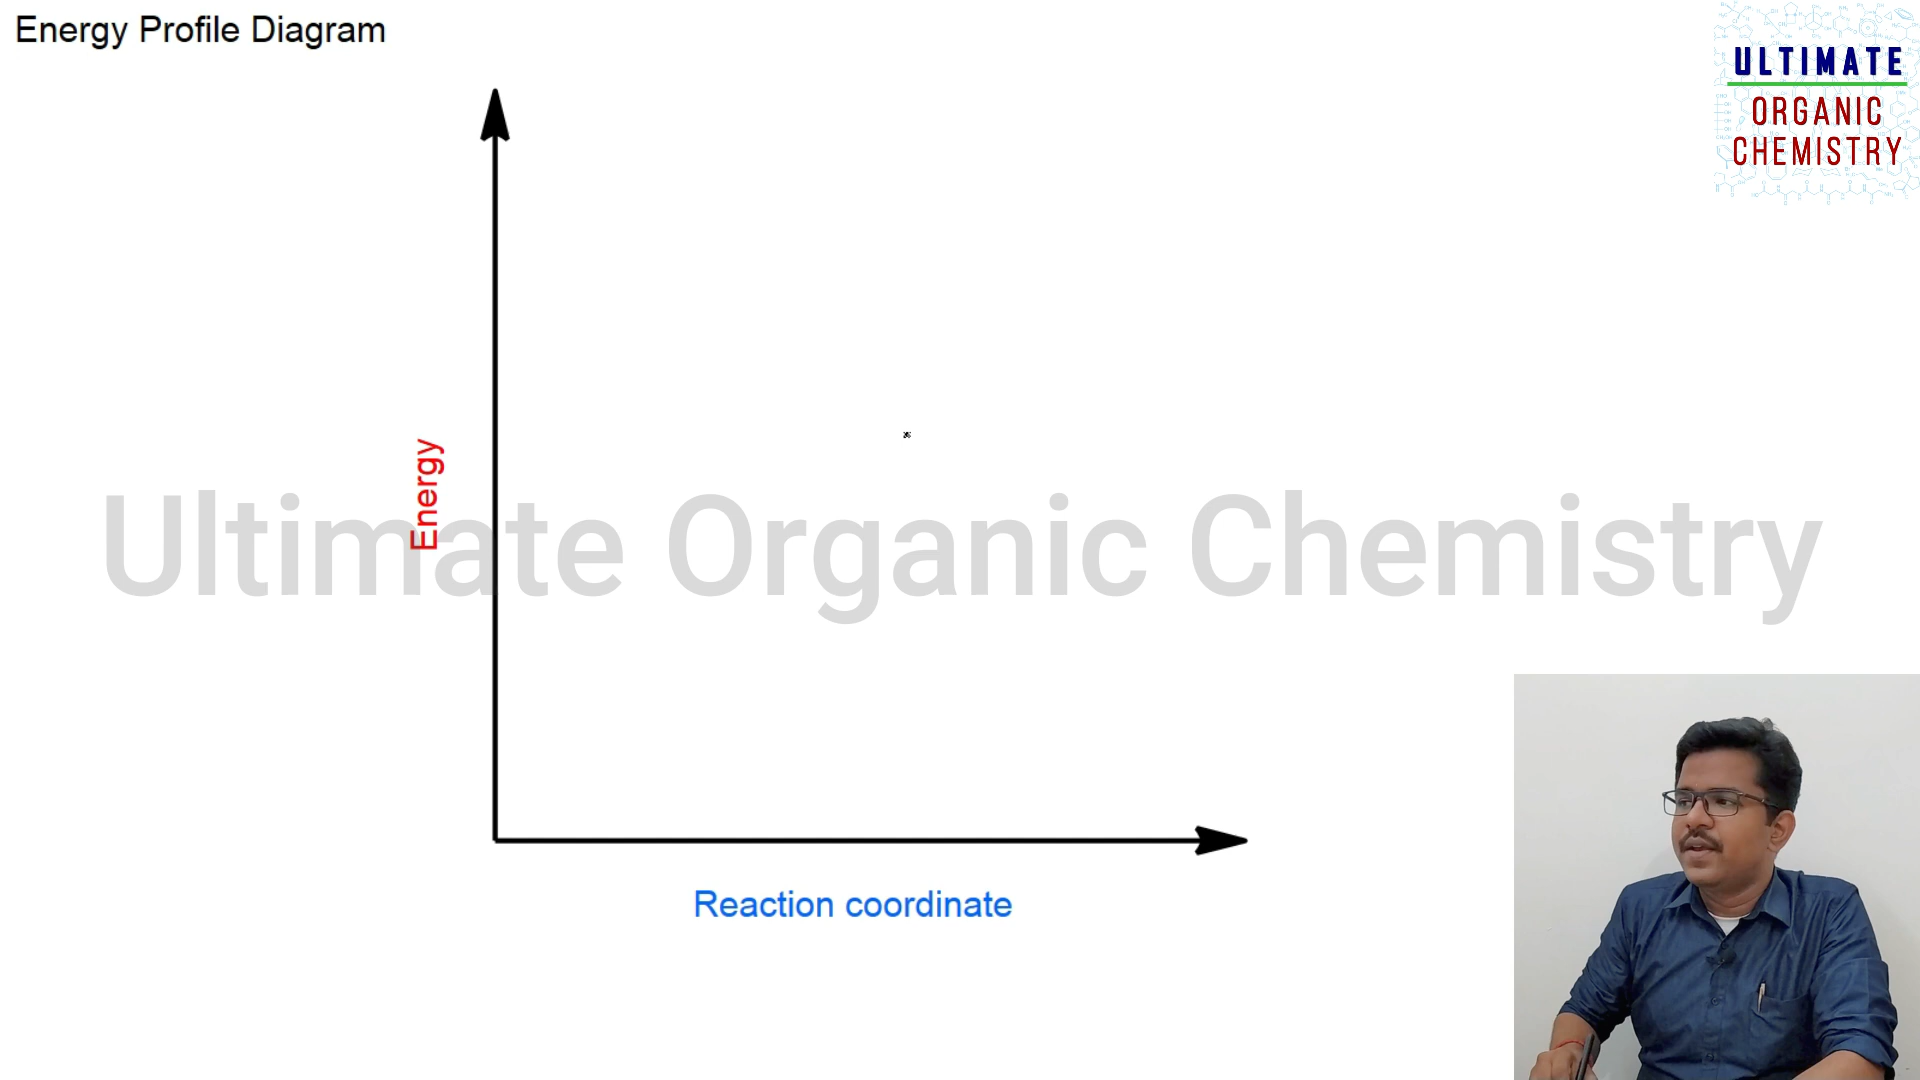 Energy Profile Diagram
ULTIMATE
ORGANIC
CHEMISTRY
Energy
Ultimate Organic Chemistry
Reaction coordinate